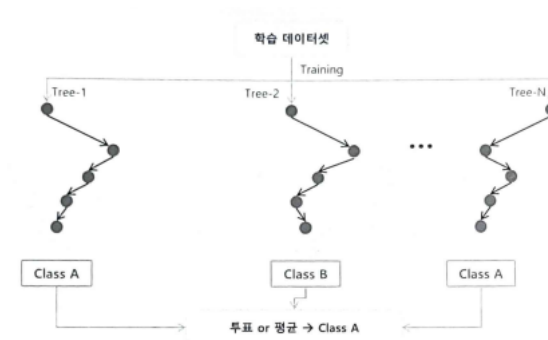 학습 데이터셋
Training
Tree-1
Tree-2
Tree-N
...
Class A
Class B
Class A
투표 or 평균 → Class A